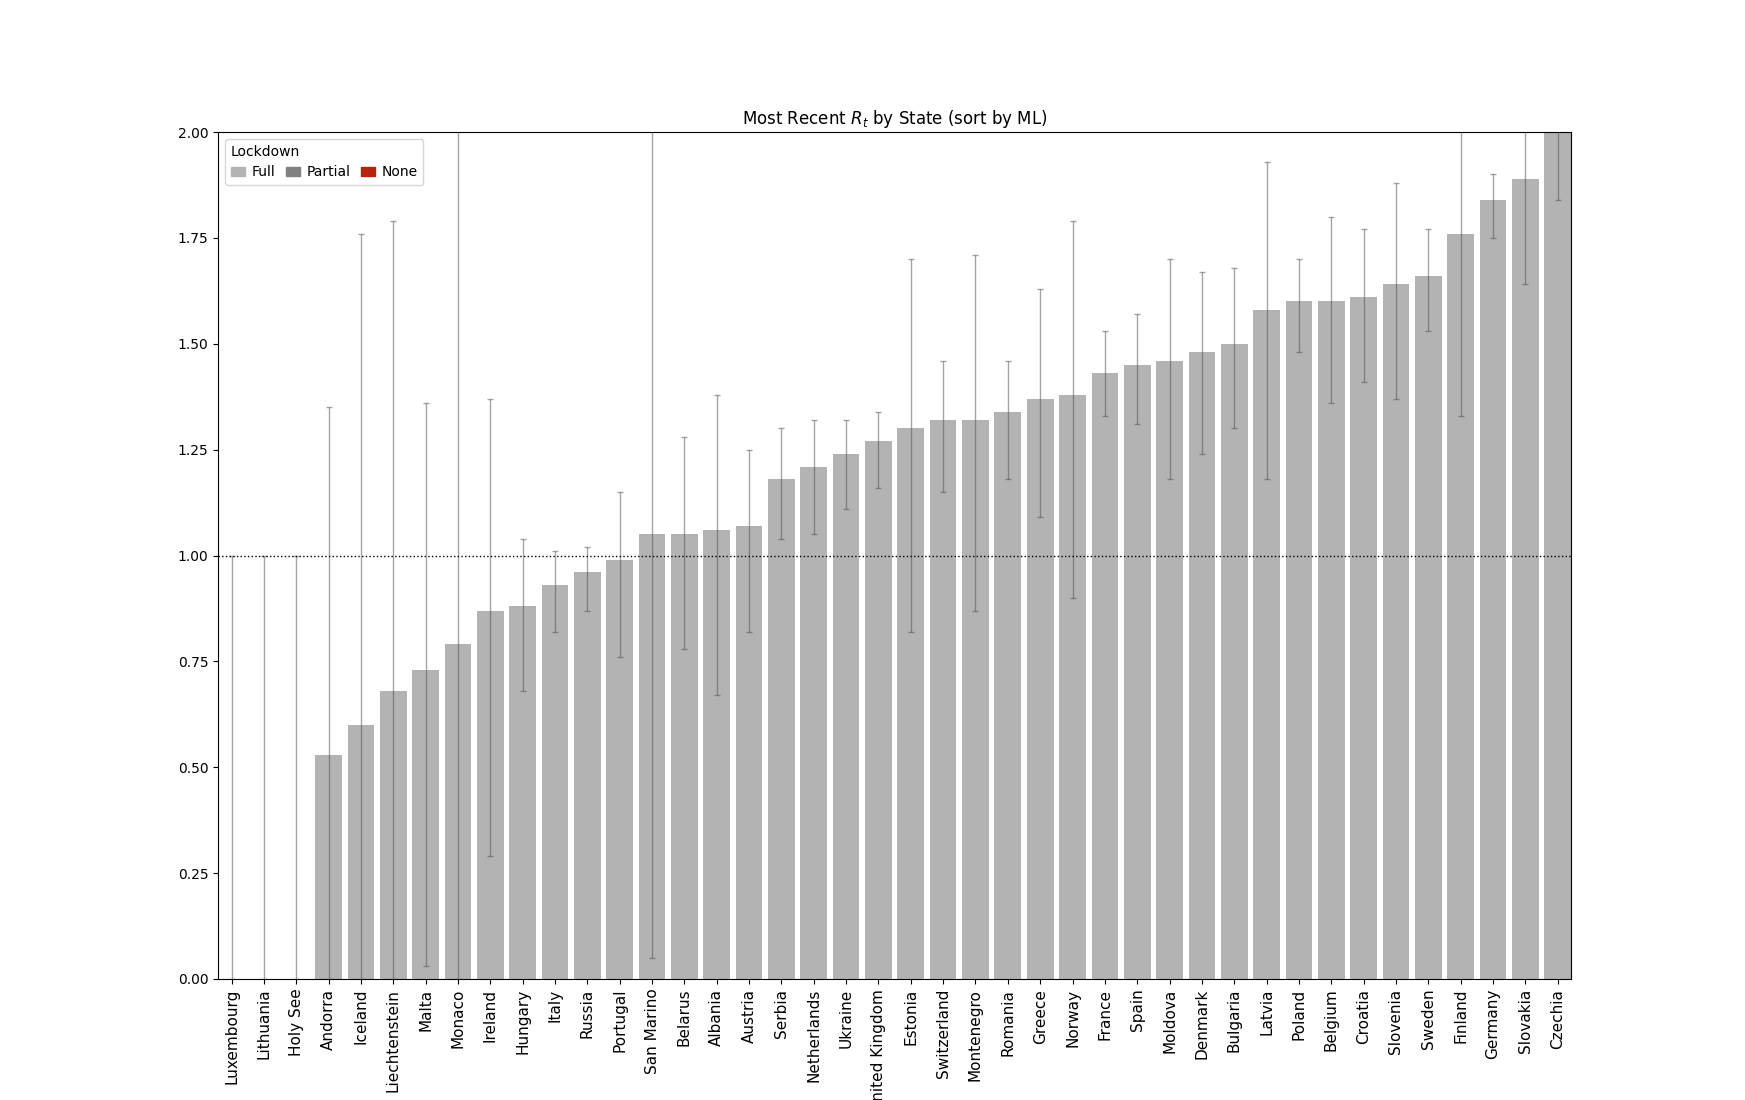 Most Recent Rt by State (sort by ML)
Lockdown
Full Partial None
2.00
1.75
1.50
1.25
1.00
0.75
0.50
0.25
0.00
Luxembourg
Lithuania
Holy See
Andorra
Iceland
Liechtenstein
Malta
Monaco
Ireland
Hungary
Italy
Russia
Portugal
San Marino
Belarus
Albania
Austria
Serbia
Netherlands
Ukraine
nited Kingdom
Estonia
Switzerland
Montenegro
Romania
Greece
Norway
France
Spain
Moldova
Denmark
Bulgaria
Latvia
Poland
Belgium
Croatia
Slovenia
Sweden
Finland
Germany
Slovakia
Czechia